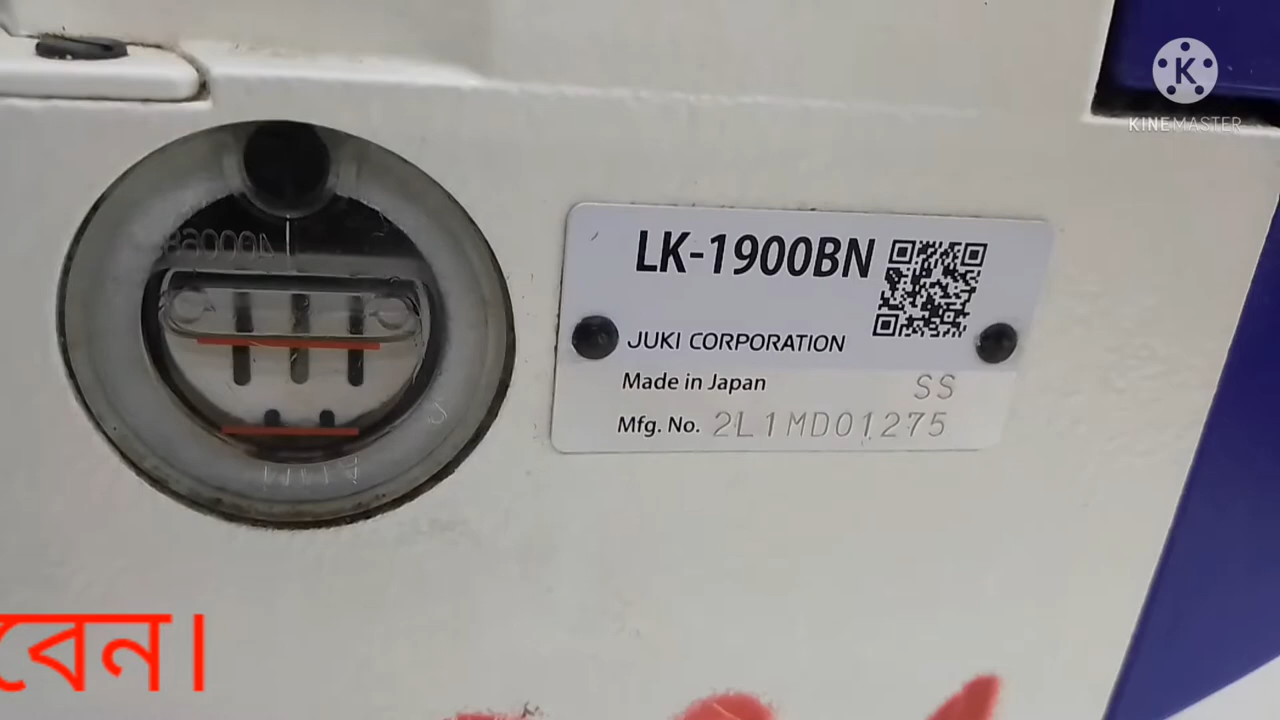 K
KINEMASTER
LK-1900BN
JUKI CORPORATION
Made in Japan
SS
Mfg. No. 2L1MD01275
বেন।